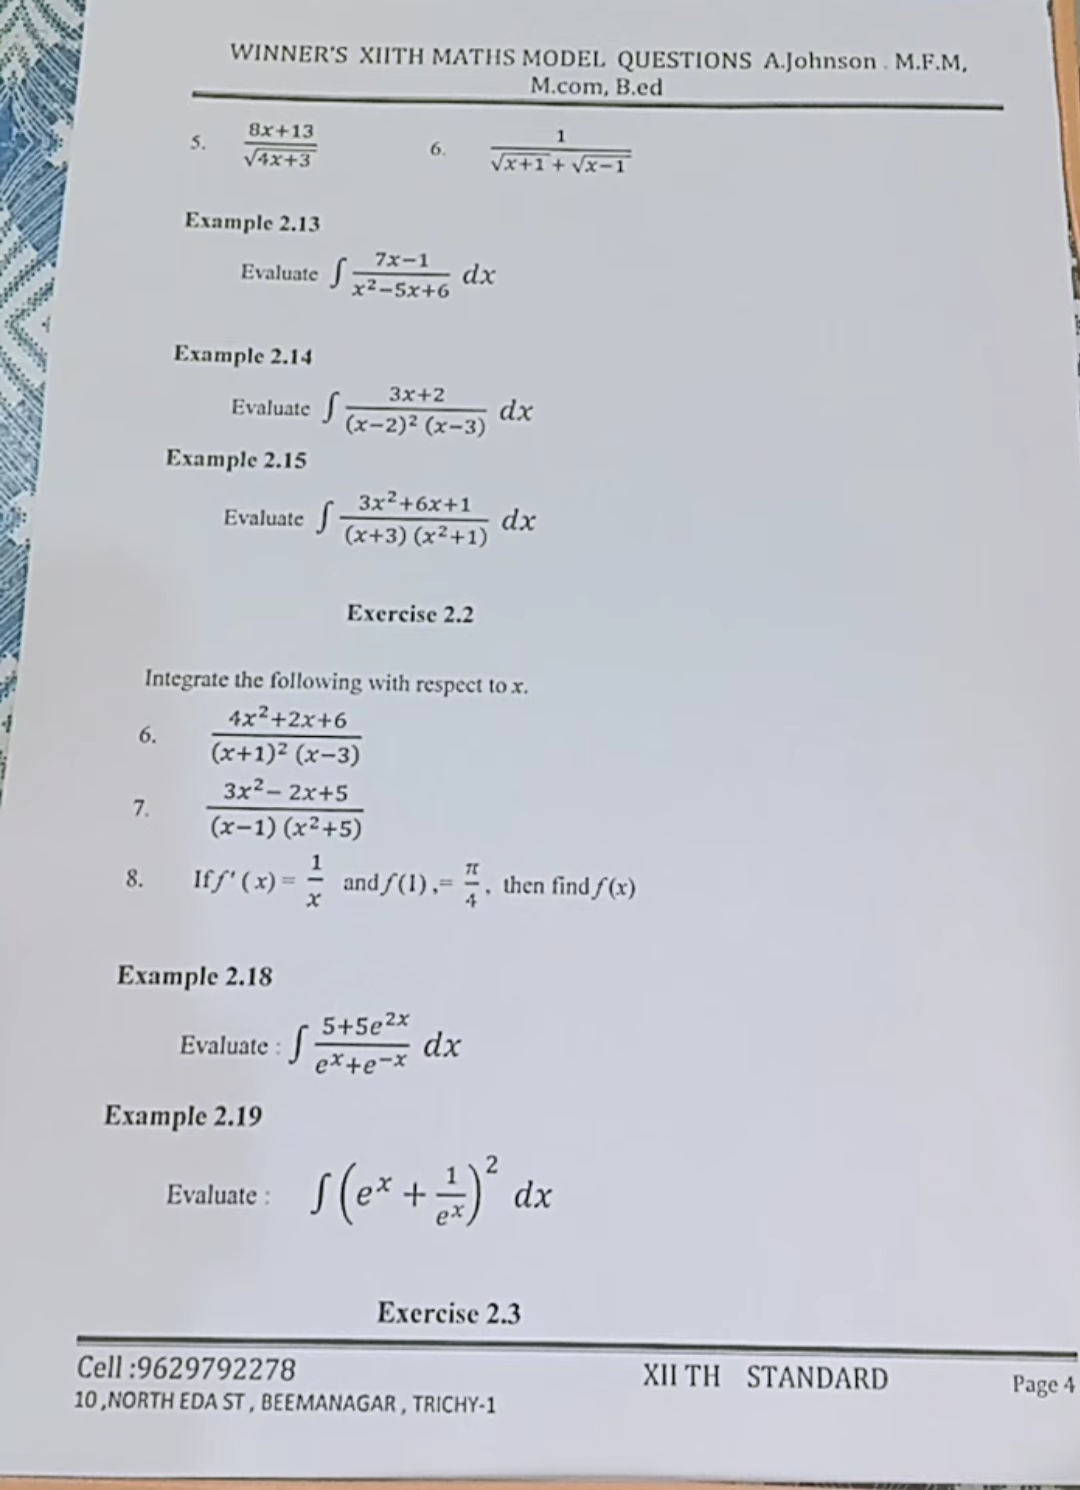 WINNER'S XIITH MATHS MODEL QUESTIONS A.Johnson . M.F.M,
M.com, B.ed
5. (8x+13)/√(4x+3) 6. 1/(√(x+1) + √(x−1))
Example 2.13
Evaluate ∫ (7x−1)/(x²−5x+6) dx
Example 2.14
Evaluate ∫ (3x+2)/((x−2)² (x−3)) dx
Example 2.15
Evaluate ∫ (3x²+6x+1)/((x+3) (x²+1)) dx
Exercise 2.2
Integrate the following with respect to x.
6. (4x²+2x+6)/((x+1)² (x−3))
7. (3x²− 2x+5)/((x−1) (x²+5))
8. If f' (x) = 1/x and f(1) ,= π/4, then find f(x)
Example 2.18
Evaluate : ∫ (5+5e²ˣ)/(eˣ+e⁻ˣ) dx
Example 2.19
Evaluate : ∫ (eˣ + 1/eˣ)² dx
Exercise 2.3
Cell :9629792278 XII TH STANDARD Page 4
10 ,NORTH EDA ST , BEEMANAGAR , TRICHY-1